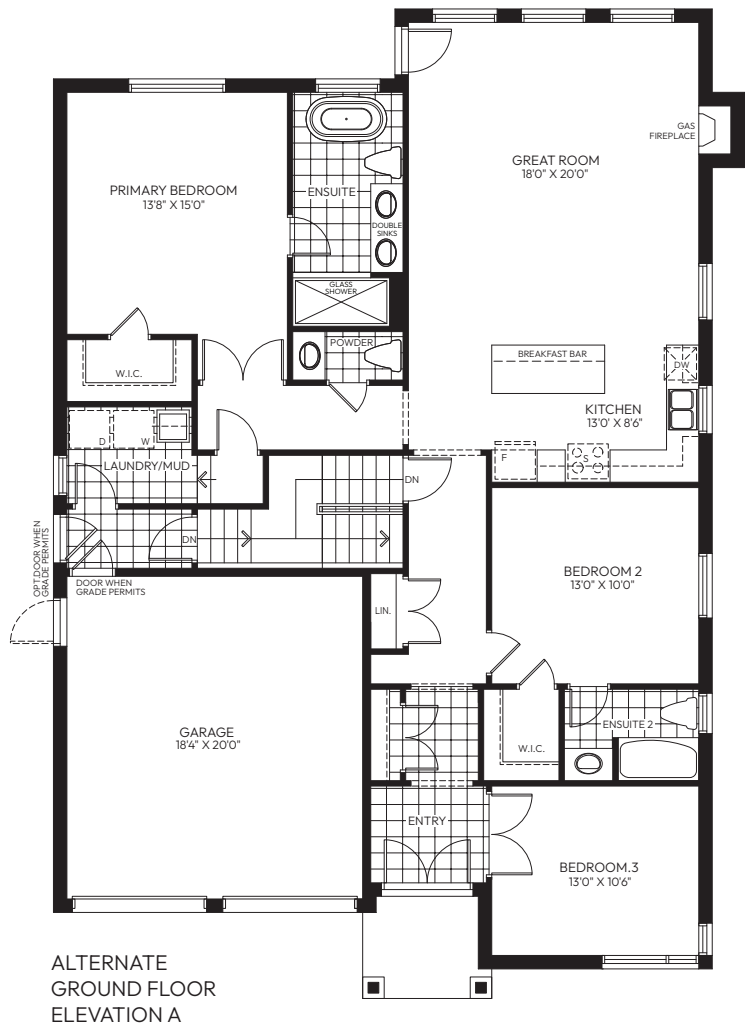 GAS
FIREPLACE
GREAT ROOM
18'0" X 20'0"
PRIMARY BEDROOM
13'8" X 15'0"
ENSUITE
DOUBLE
SINKS
GLASS
SHOWER
POWDER
W.I.C.
BREAKFAST BAR
DW
KITCHEN
13'0' X 8'6"
F
S
D
W
LAUNDRY/MUD
DN
DN
OPT.DOOR WHEN
GRADE PERMITS
DOOR WHEN
GRADE PERMITS
BEDROOM 2
13'0" X 10'0"
LIN.
GARAGE
18'4" X 20'0"
W.I.C.
ENSUITE 2
ENTRY
BEDROOM.3
13'0" X 10'6"
ALTERNATE
GROUND FLOOR
ELEVATION A